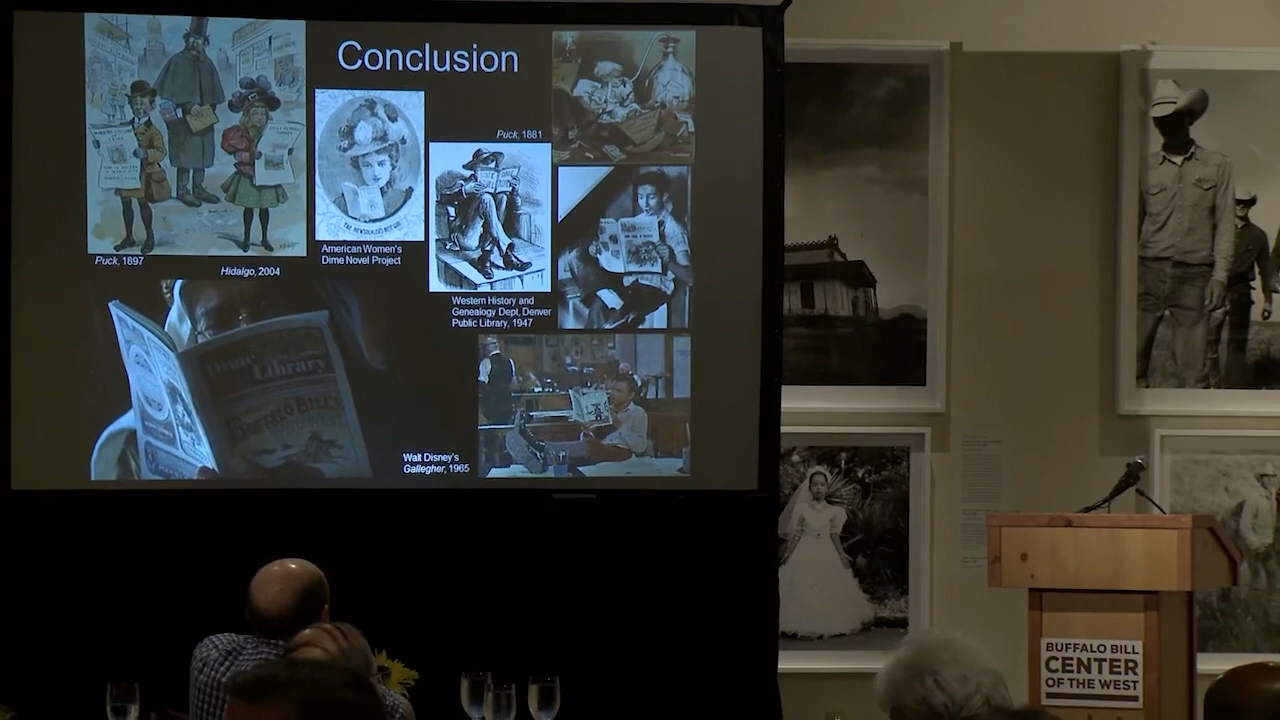 Conclusion
Puck, 1881
American Women's
Dime Novel Project
Puck, 1897
Hidalgo, 2004
Western History and
Genealogy Dept, Denver
Public Library, 1947
Library
BUFFALO BILL'S
Walt Disney's
Gallegher, 1965
BUFFALO BILL
CENTER
OF THE WEST